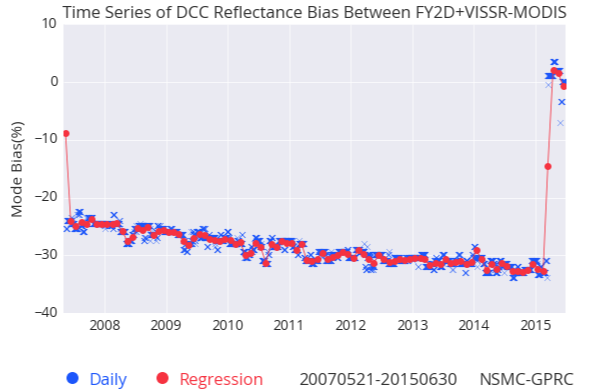 Time Series of DCC Reflectance Bias Between FY2D+VISSR-MODIS
10
0
−10
−20
−30
−40
Mode Bias(%)
2008 2009 2010 2011 2012 2013 2014 2015
Daily Regression 20070521-20150630 NSMC-GPRC